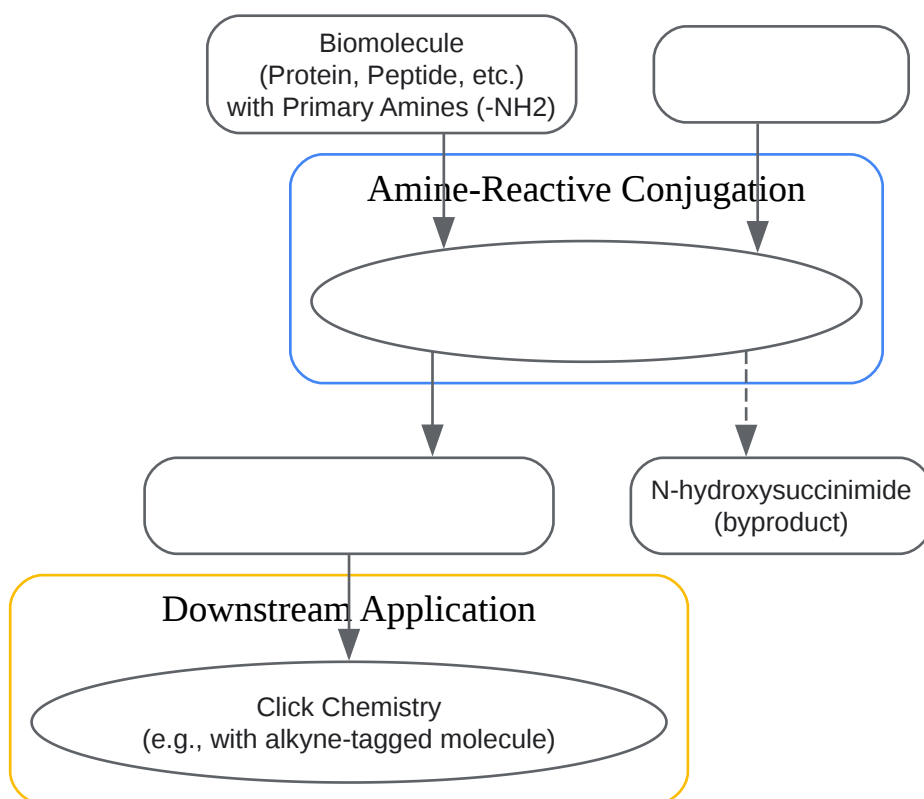 Biomolecule
(Protein, Peptide, etc.)
with Primary Amines (-NH2)
Amine-Reactive Conjugation
N-hydroxysuccinimide
(byproduct)
Downstream Application
Click Chemistry
(e.g., with alkyne-tagged molecule)